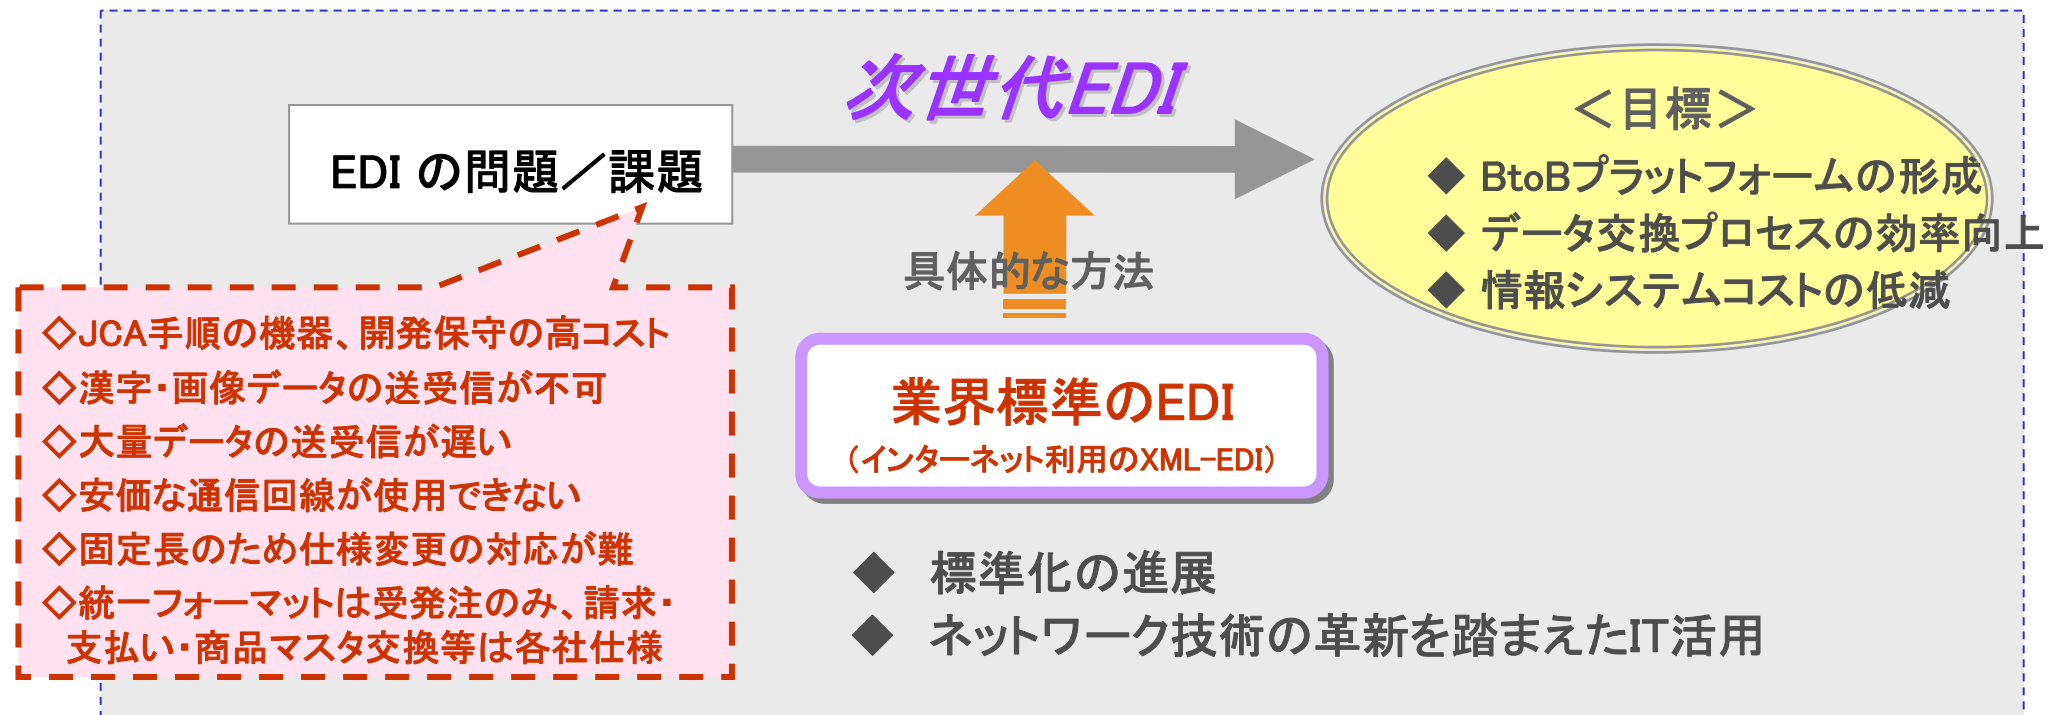 次世代EDI
EDI の問題／課題
＜目標＞
◆ BtoBプラットフォームの形成
◆ データ交換プロセスの効率向上
◆ 情報システムコストの低減
具体的な方法
◇JCA手順の機器、開発保守の高コスト
◇漢字・画像データの送受信が不可
◇大量データの送受信が遅い
◇安価な通信回線が使用できない
◇固定長のため仕様変更の対応が難
◇統一フォーマットは受発注のみ、請求・
支払い・商品マスタ交換等は各社仕様
業界標準のEDI
（インターネット利用のXML-EDI）
◆ 標準化の進展
◆ ネットワーク技術の革新を踏まえたIT活用